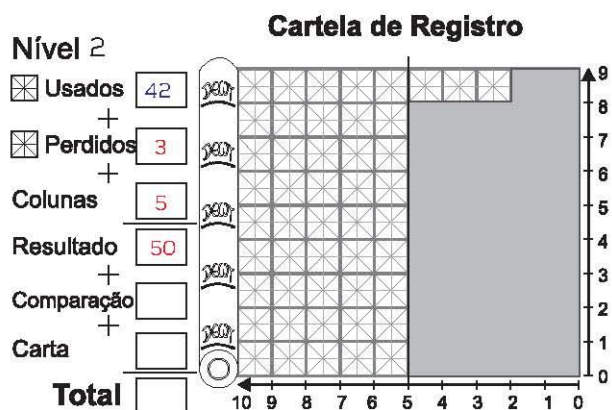 Cartela de Registro
Nível 2
Usados 42
+
Perdidos 3
+
Colunas 5
Resultado 50
+
Comparação
+
Carta
Total
9
8
7
6
5
4
3
2
1
0
10 9 8 7 6 5 4 3 2 1 0